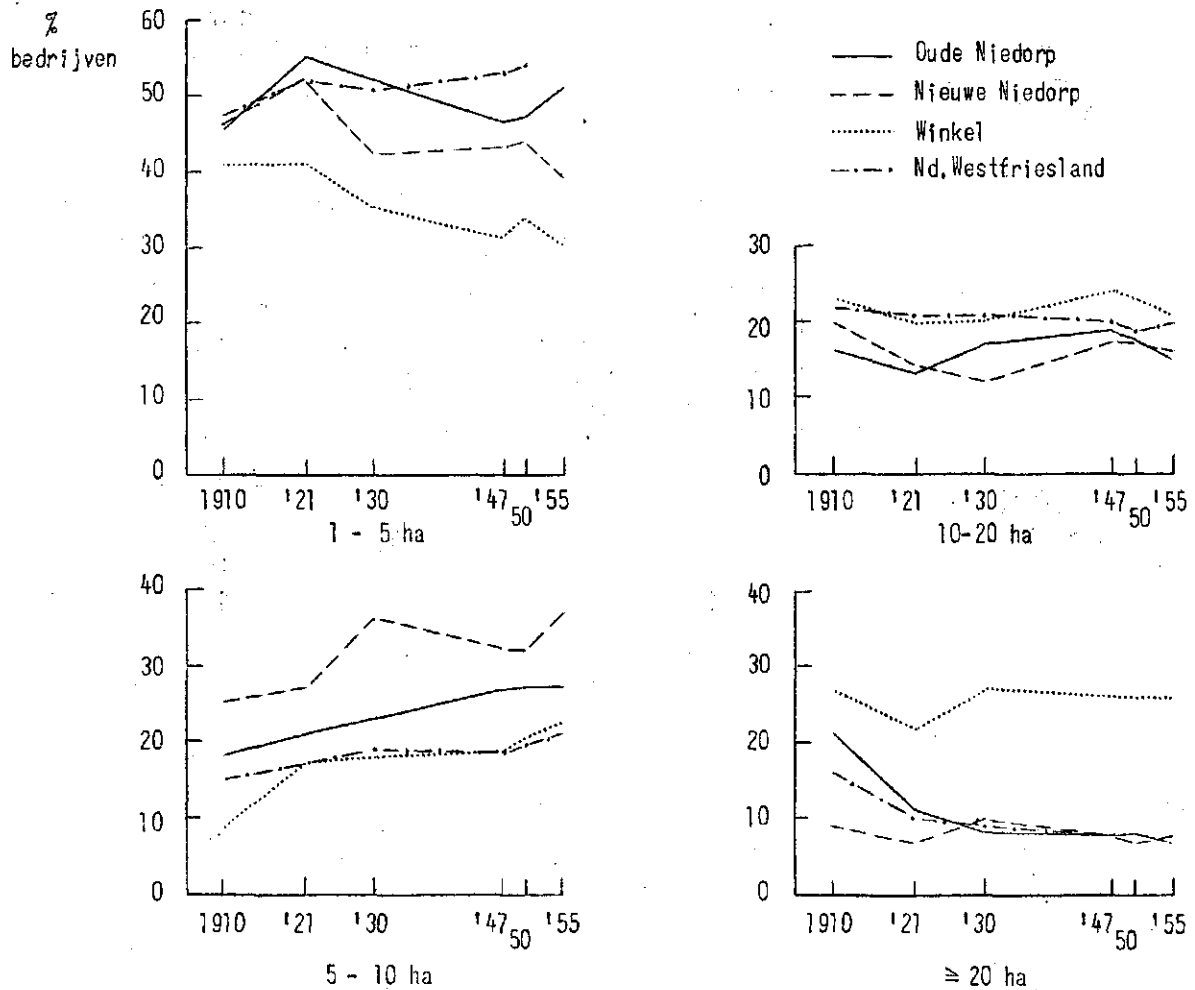 %
bedrijven
60
50
40
30
20
10
0
1910 '21 '30 '47 50 '55
1 - 5 ha
Oude Niedorp
Nieuwe Niedorp
Winkel
Nd.Westfriesland
30
20
10
0
1910 '21 '30 '47 50 '55
10-20 ha
40
30
20
10
0
1910 '21 '30 '47 50 '55
5 - 10 ha
40
30
20
10
0
1910 '21 '30 '47 50 '55
≥ 20 ha